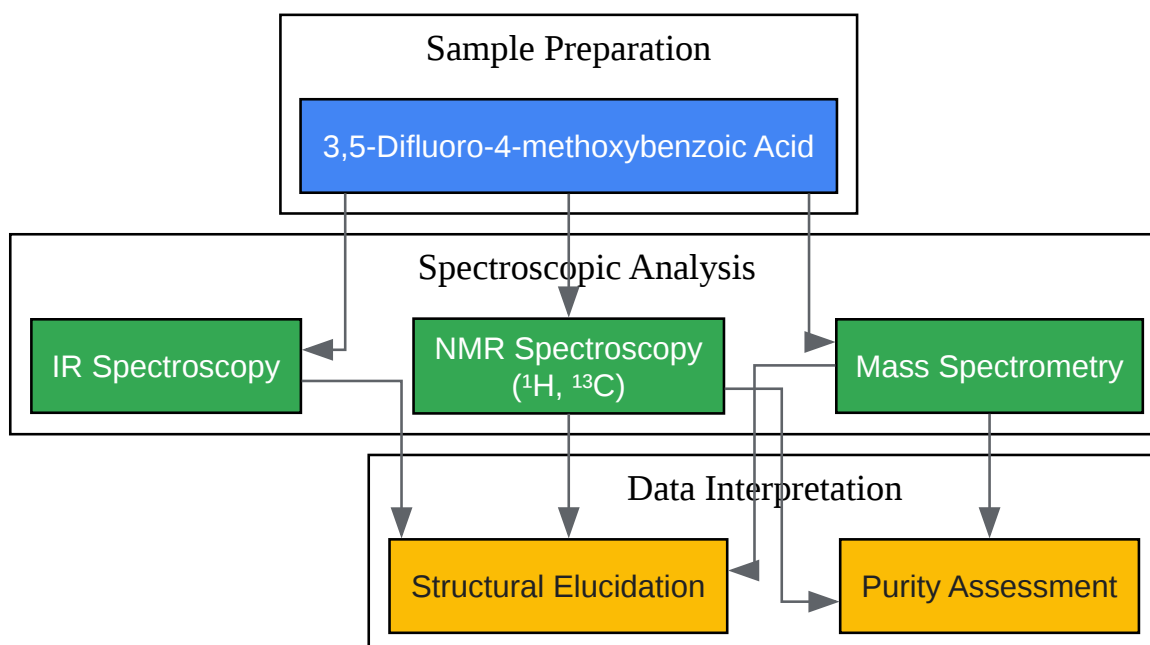 Sample Preparation
3,5-Difluoro-4-methoxybenzoic Acid
Spectroscopic Analysis
IR Spectroscopy
NMR Spectroscopy
(¹H, ¹³C)
Mass Spectrometry
Data Interpretation
Structural Elucidation
Purity Assessment